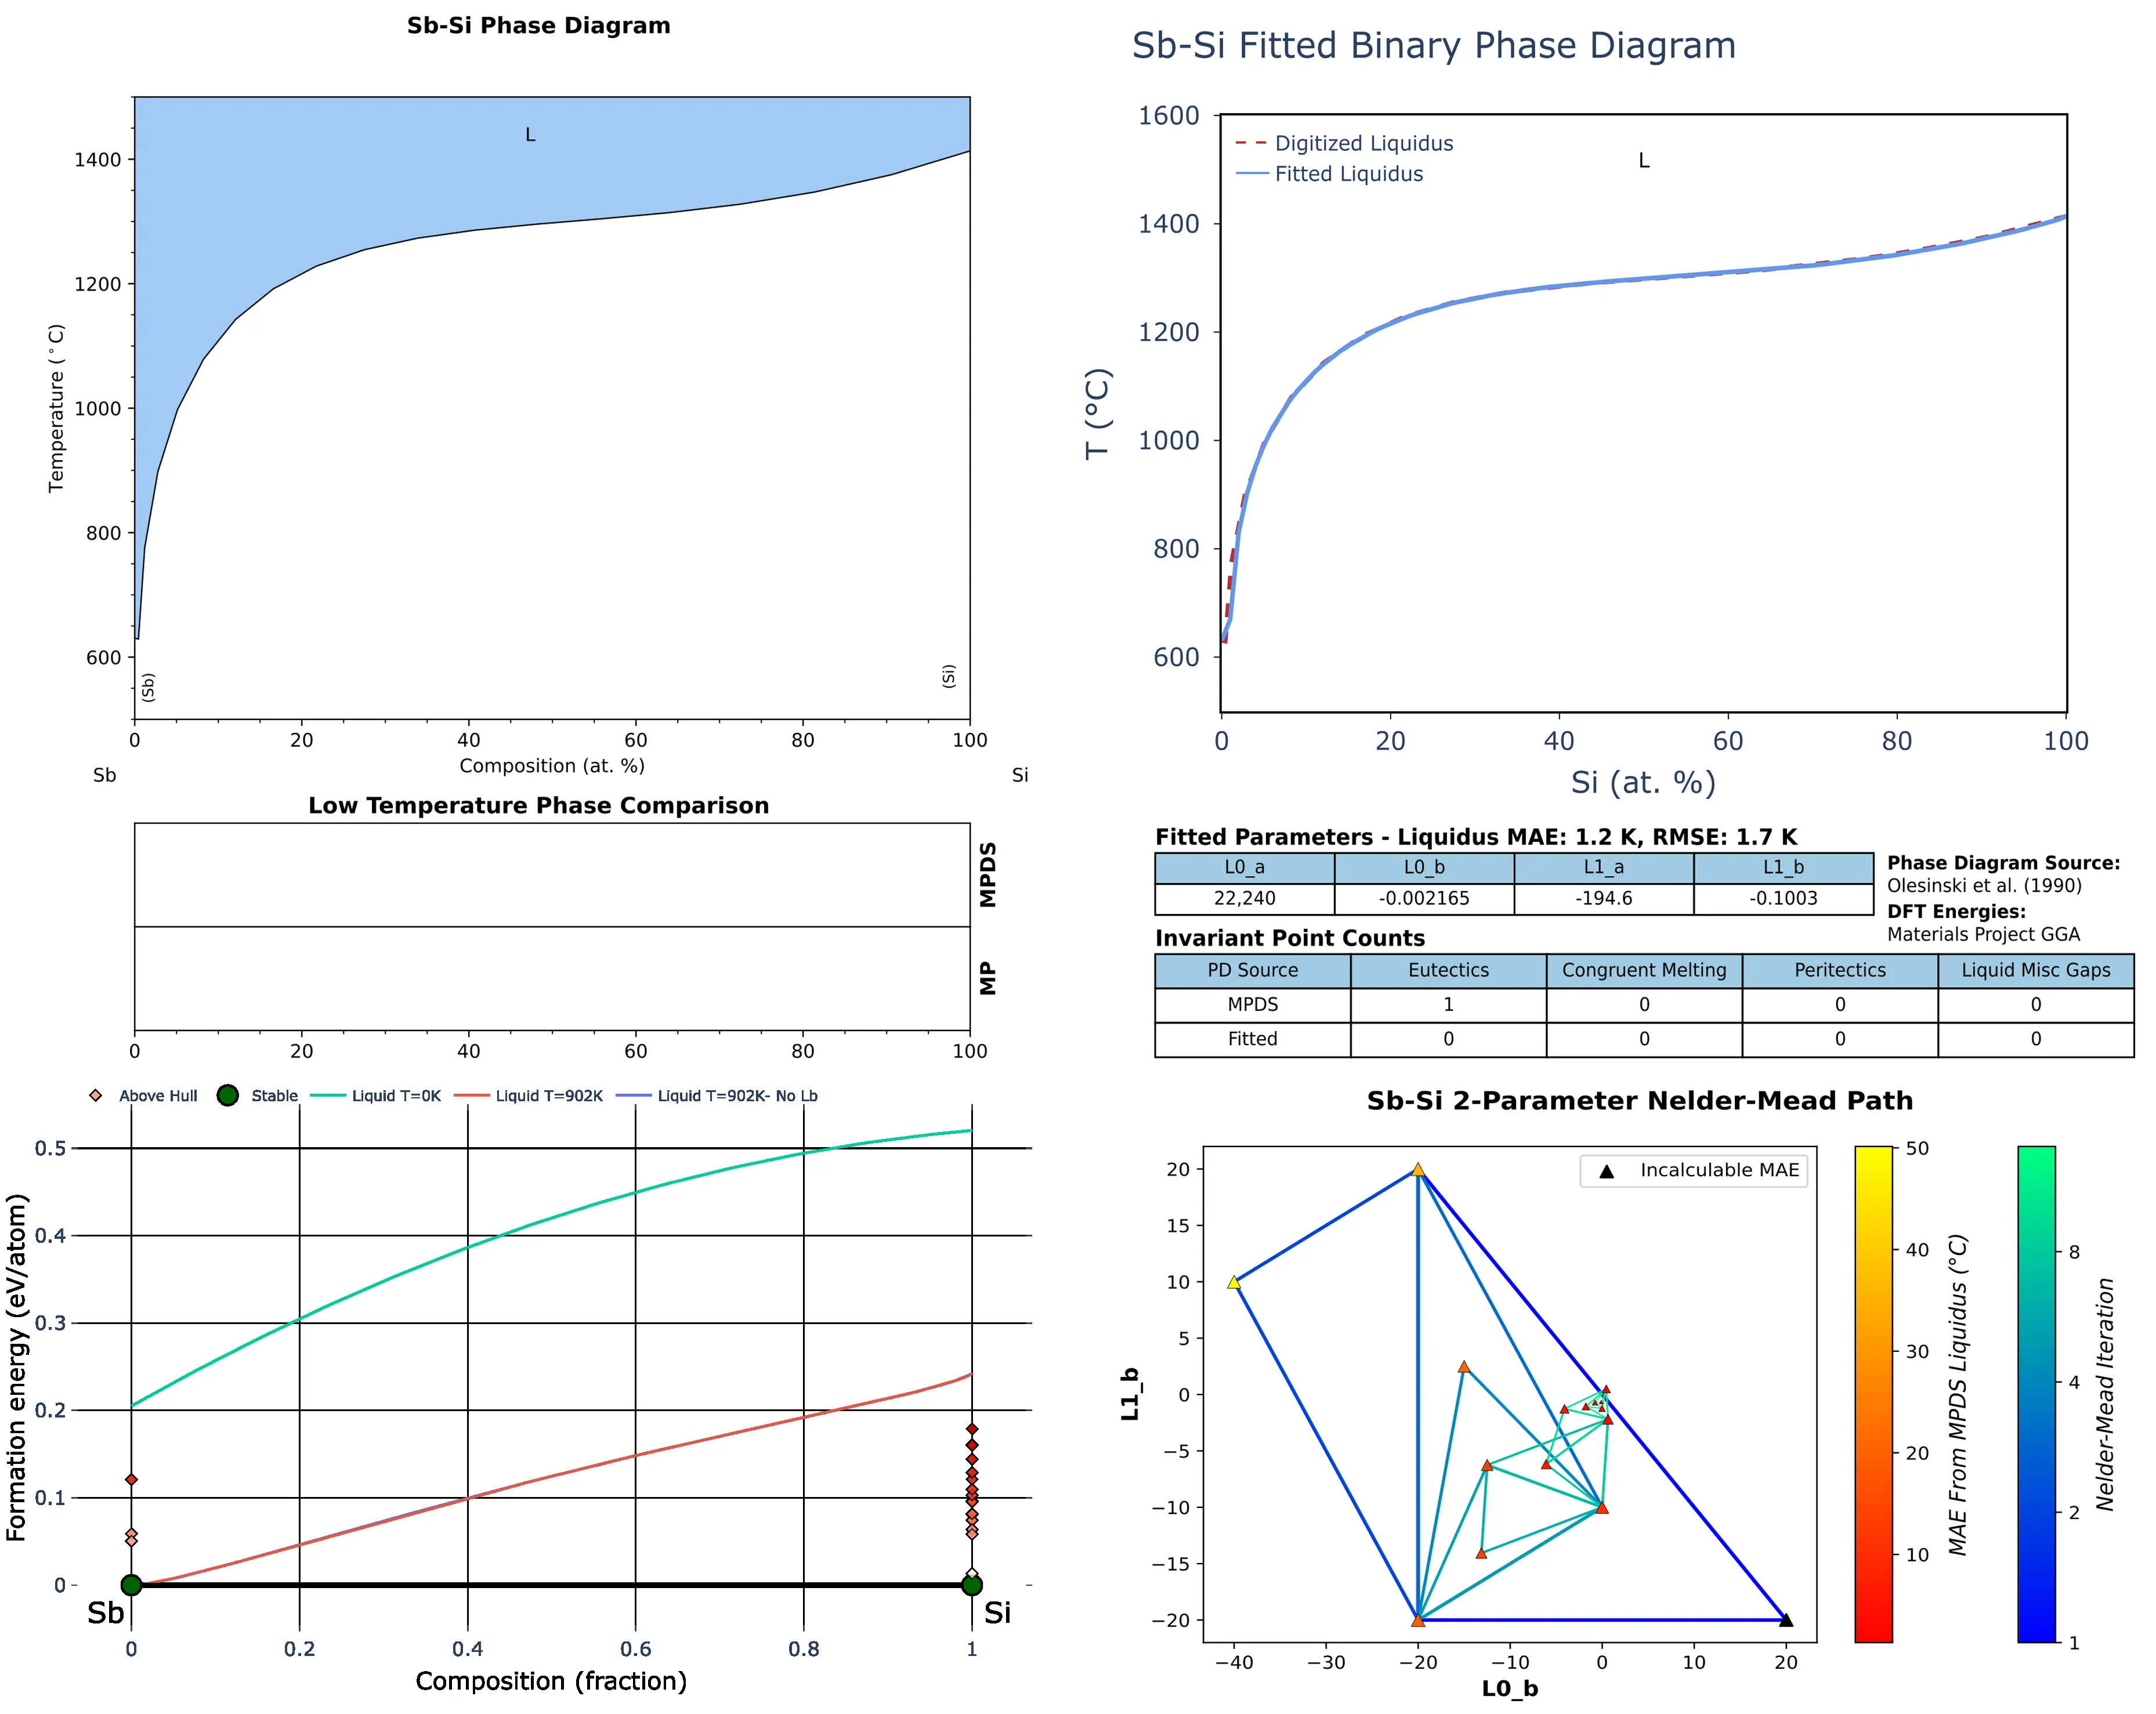 Sb-Si Phase Diagram
L
1400
1200
1000
800
600
Temperature (°C)
(Sb)
(Si)
0 20 40 60 80 100
Composition (at. %)
Sb Si
Low Temperature Phase Comparison
MPDS
MP
0 20 40 60 80 100
Sb-Si Fitted Binary Phase Diagram
Digitized Liquidus
Fitted Liquidus
L
1600
1400
1200
1000
800
600
T (°C)
0 20 40 60 80 100
Si (at. %)
Fitted Parameters - Liquidus MAE: 1.2 K, RMSE: 1.7 K
L0_a L0_b L1_a L1_b
22,240 -0.002165 -194.6 -0.1003
Phase Diagram Source:
Olesinski et al. (1990)
DFT Energies:
Materials Project GGA
Invariant Point Counts
PD Source Eutectics Congruent Melting Peritectics Liquid Misc Gaps
MPDS 1 0 0 0
Fitted 0 0 0 0
Above Hull Stable Liquid T=0K Liquid T=902K Liquid T=902K- No Lb
0.5
0.4
0.3
0.2
0.1
0
Formation energy (eV/atom)
Sb Si
0 0.2 0.4 0.6 0.8 1
Composition (fraction)
Sb-Si 2-Parameter Nelder-Mead Path
Incalculable MAE
20
15
10
5
0
−5
−10
−15
−20
L1_b
−40 −30 −20 −10 0 10 20
L0_b
50
40
30
20
10
MAE From MPDS Liquidus (°C)
8
4
2
1
Nelder-Mead Iteration